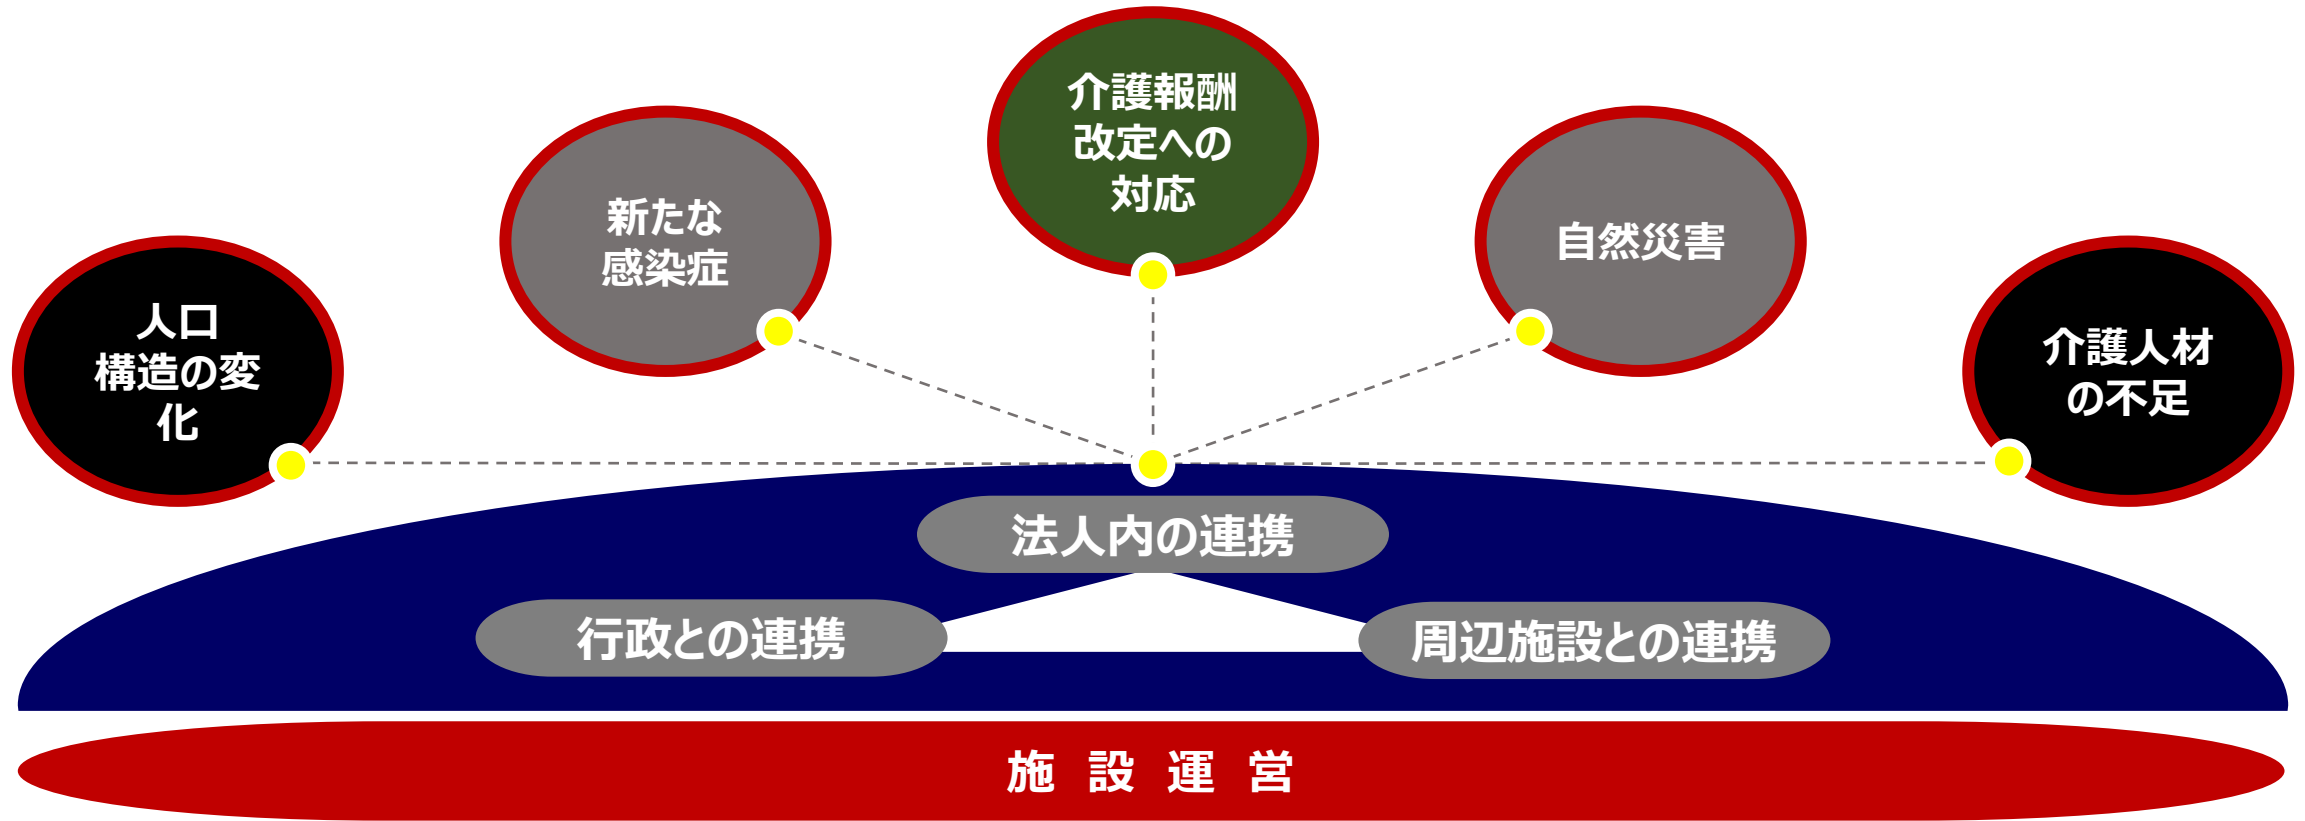 介護報酬
改定への
対応
新たな
感染症
自然災害
人口
構造の変
化
介護人材
の不足
法人内の連携
行政との連携
周辺施設との連携
施 設 運 営